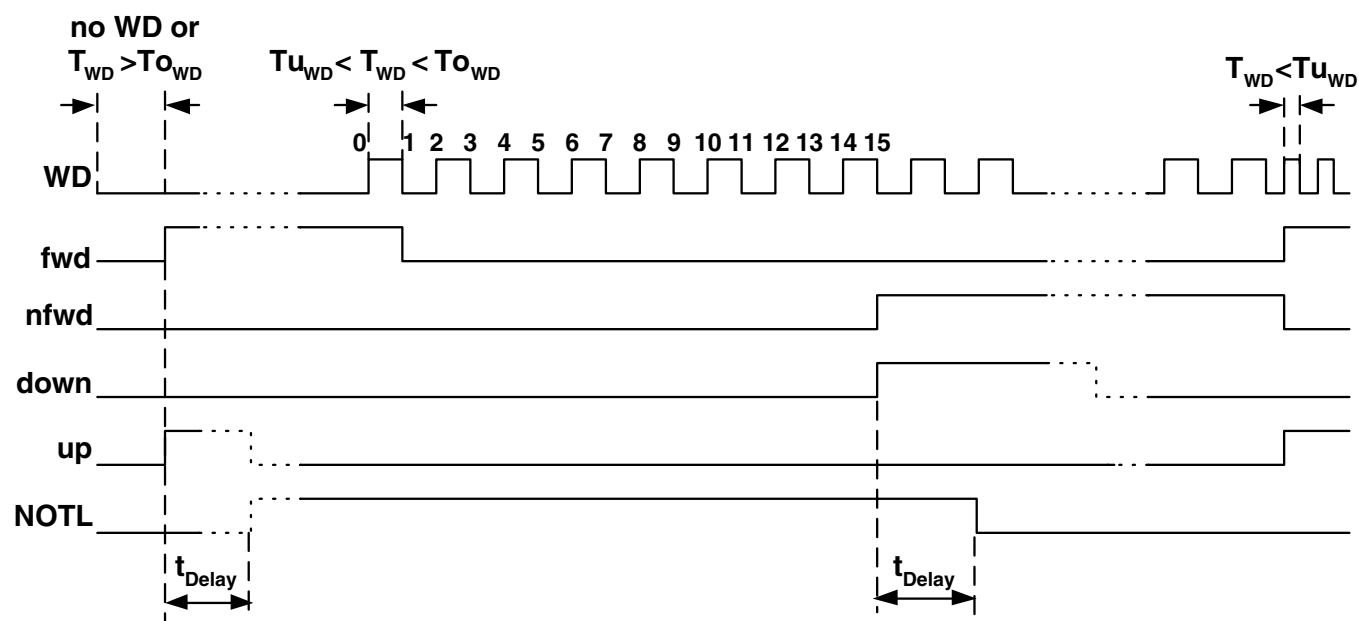 no WD or
T_WD >To_WD
Tu_WD< T_WD < To_WD
T_WD<Tu_WD
0 1 2 3 4 5 6 7 8 9 10 11 12 13 14 15
WD
fwd
nfwd
down
up
NOTL
t_Delay
t_Delay